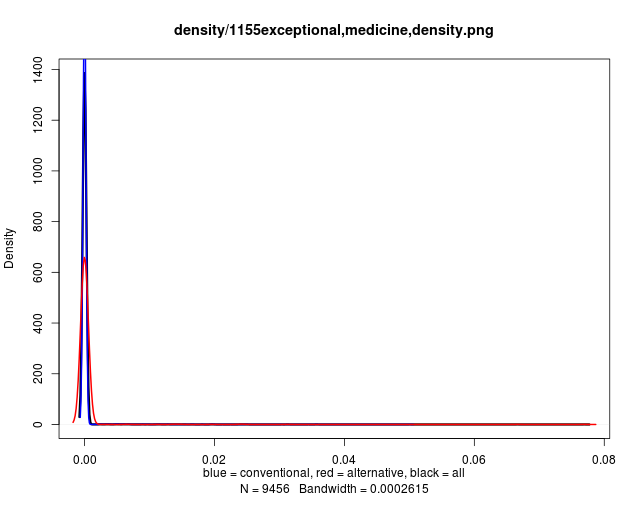 density/1155exceptional,medicine,density.png
Density
1400
1200
1000
800
600
400
200
0
0.00 0.02 0.04 0.06 0.08
blue = conventional, red = alternative, black = all
N = 9456 Bandwidth = 0.0002615